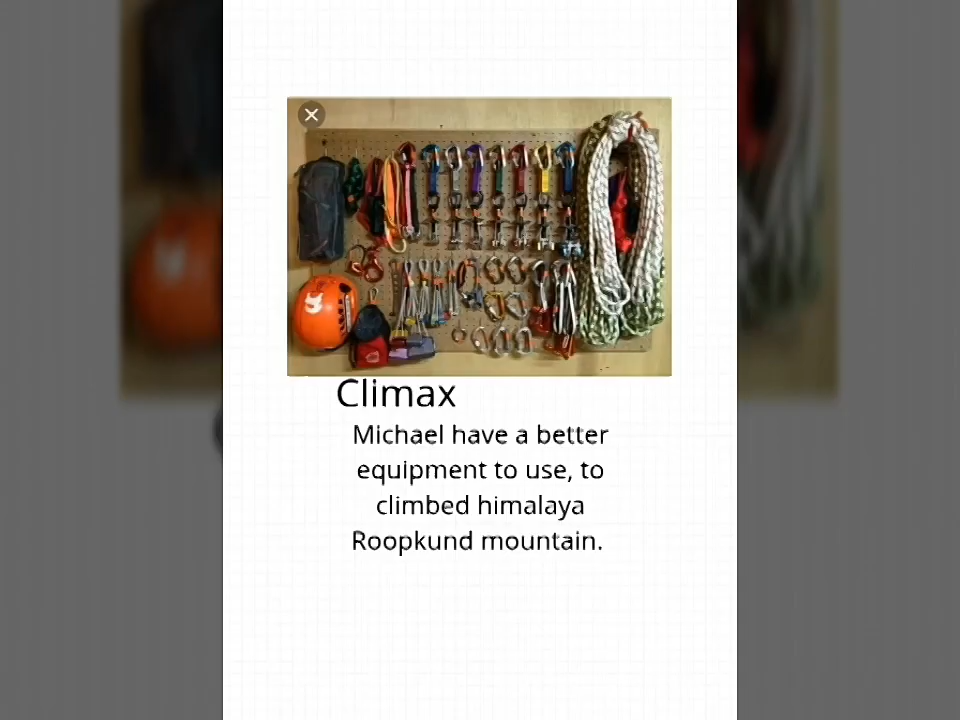 Climax
Michael have a better
equipment to use, to
climbed himalaya
Roopkund mountain.